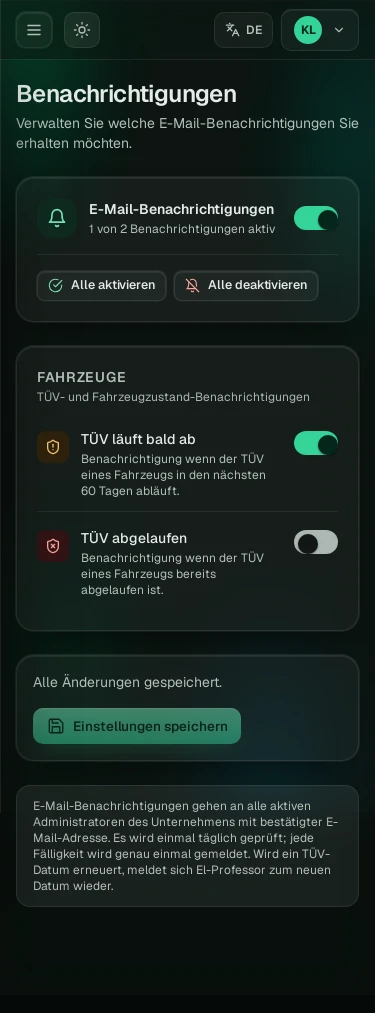 DE
KL
Benachrichtigungen
Verwalten Sie welche E-Mail-Benachrichtigungen Sie
erhalten möchten.
E-Mail-Benachrichtigungen
1 von 2 Benachrichtigungen aktiv
Alle aktivieren
Alle deaktivieren
FAHRZEUGE
TÜV- und Fahrzeugzustand-Benachrichtigungen
TÜV läuft bald ab
Benachrichtigung wenn der TÜV
eines Fahrzeugs in den nächsten
60 Tagen abläuft.
TÜV abgelaufen
Benachrichtigung wenn der TÜV
eines Fahrzeugs bereits
abgelaufen ist.
Alle Änderungen gespeichert.
Einstellungen speichern
E-Mail-Benachrichtigungen gehen an alle aktiven
Administratoren des Unternehmens mit bestätigter E-
Mail-Adresse. Es wird einmal täglich geprüft; jede
Fälligkeit wird genau einmal gemeldet. Wird ein TÜV-
Datum erneuert, meldet sich El-Professor zum neuen
Datum wieder.